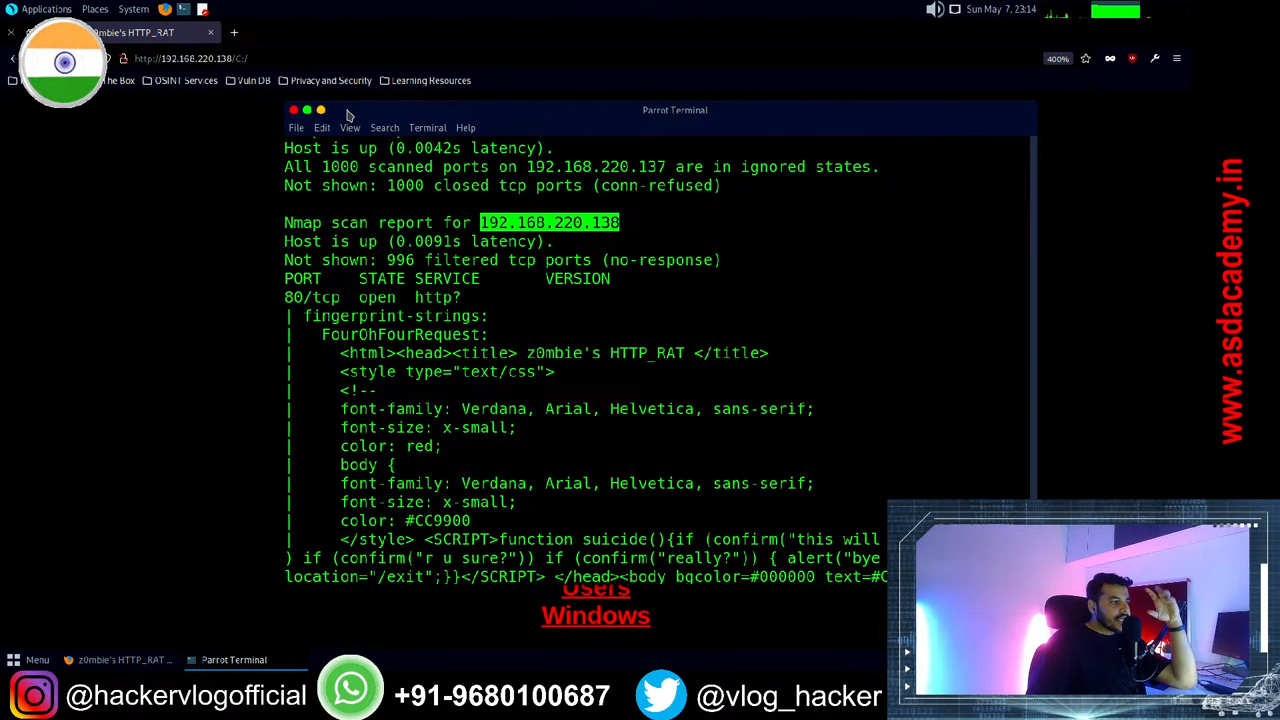 Applications Places System
Sun May 7, 23:14
mbie's HTTP_RAT
http://192.168.220.138/C:/
400%
he Box OSINT Services Vuln DB Privacy and Security Learning Resources
Parrot Terminal
File Edit View Search Terminal Help
Host is up (0.0042s latency).
All 1000 scanned ports on 192.168.220.137 are in ignored states.
Not shown: 1000 closed tcp ports (conn-refused)
Nmap scan report for 192.168.220.138
Host is up (0.0091s latency).
Not shown: 996 filtered tcp ports (no-response)
PORT STATE SERVICE VERSION
80/tcp open http?
| fingerprint-strings:
| FourOhFourRequest:
| <html><head><title> z0mbie's HTTP_RAT </title>
| <style type="text/css">
| <!--
| font-family: Verdana, Arial, Helvetica, sans-serif;
| font-size: x-small;
| color: red;
| body {
| font-family: Verdana, Arial, Helvetica, sans-serif;
| font-size: x-small;
| color: #CC9900
| </style> <SCRIPT>function suicide(){if (confirm("this will
) if (confirm("r u sure?")) if (confirm("really?")) { alert("bye
location="/exit";}}</SCRIPT> </head><body bgcolor=#000000 text=#C
Users
Windows
www.asdacademy.in
Menu z0mbie's HTTP_RAT ... Parrot Terminal
@hackervlogofficial +91-9680100687 @vlog_hacker